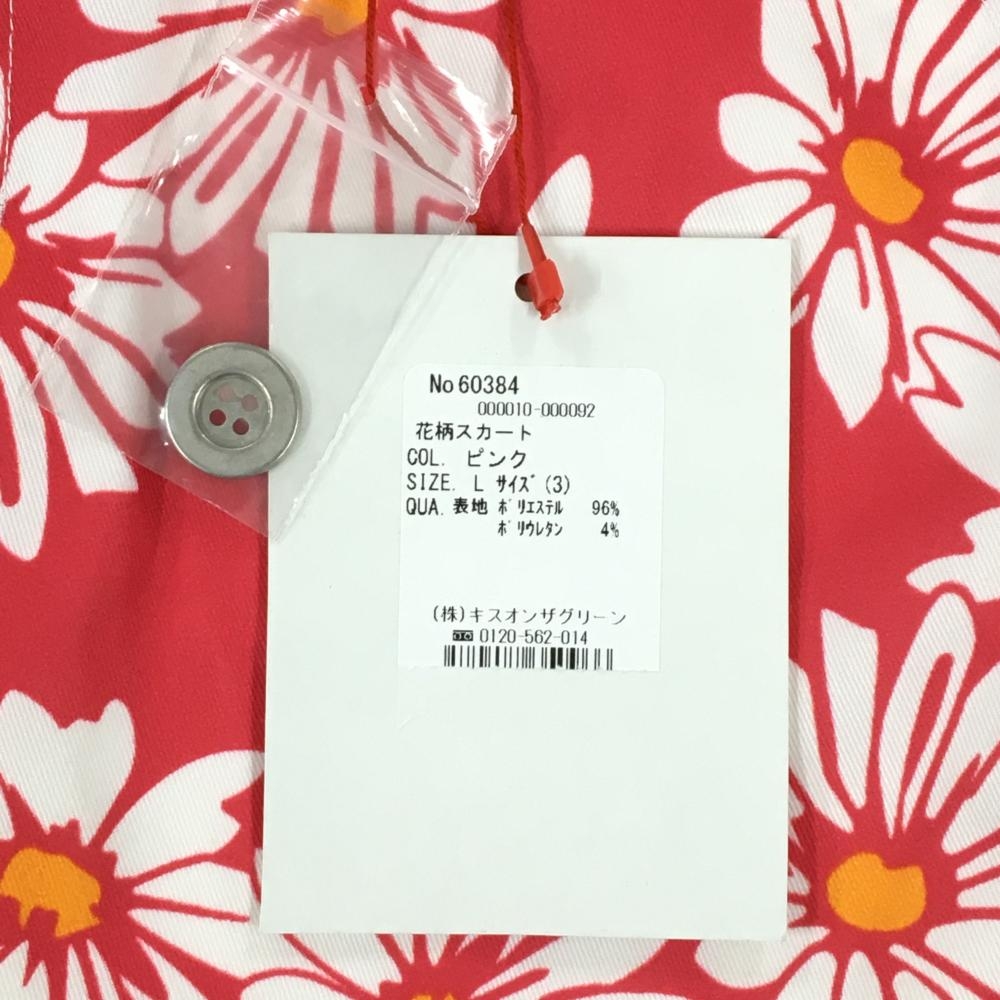 No 60384
000010-000092
花柄スカート
COL. ピンク
SIZE. L ｻｲｽﾞ (3)
QUA. 表地 ﾎﾟﾘｴｽﾃﾙ 96%
ﾎﾟﾘｳﾚﾀﾝ 4%
(株)キスオンザグリーン
0120-562-014